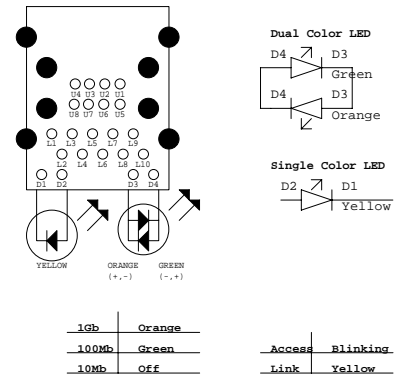 Dual Color LED
D4 D3
Green
D4 D3
Orange
U4 U3 U2 U1
U8 U7 U6 U5
L1 L3 L5 L7 L9
L2 L4 L6 L8 L10
D1 D2 D3 D4
Single Color LED
D2 D1
Yellow
YELLOW ORANGE GREEN
(+,-) (-,+)
1Gb Orange
100Mb Green
10Mb Off
Access Blinking
Link Yellow